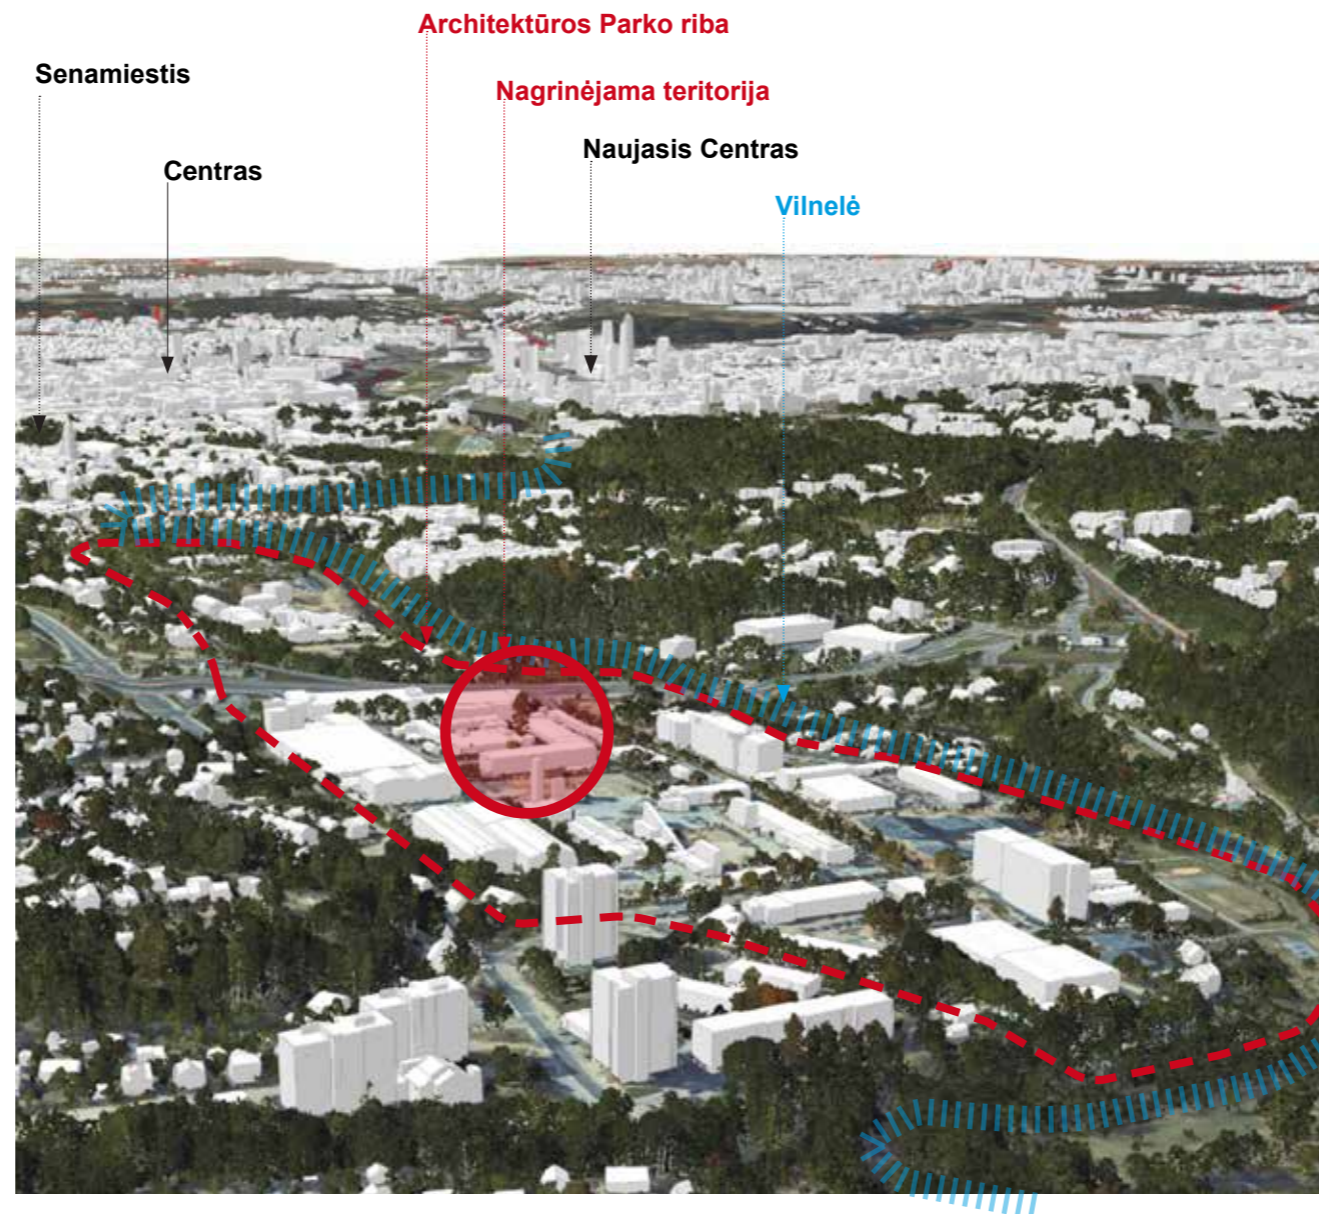 Architektūros Parko riba
Senamiestis
Nagrinėjama teritorija
Naujasis Centras
Centras
Vilnelė